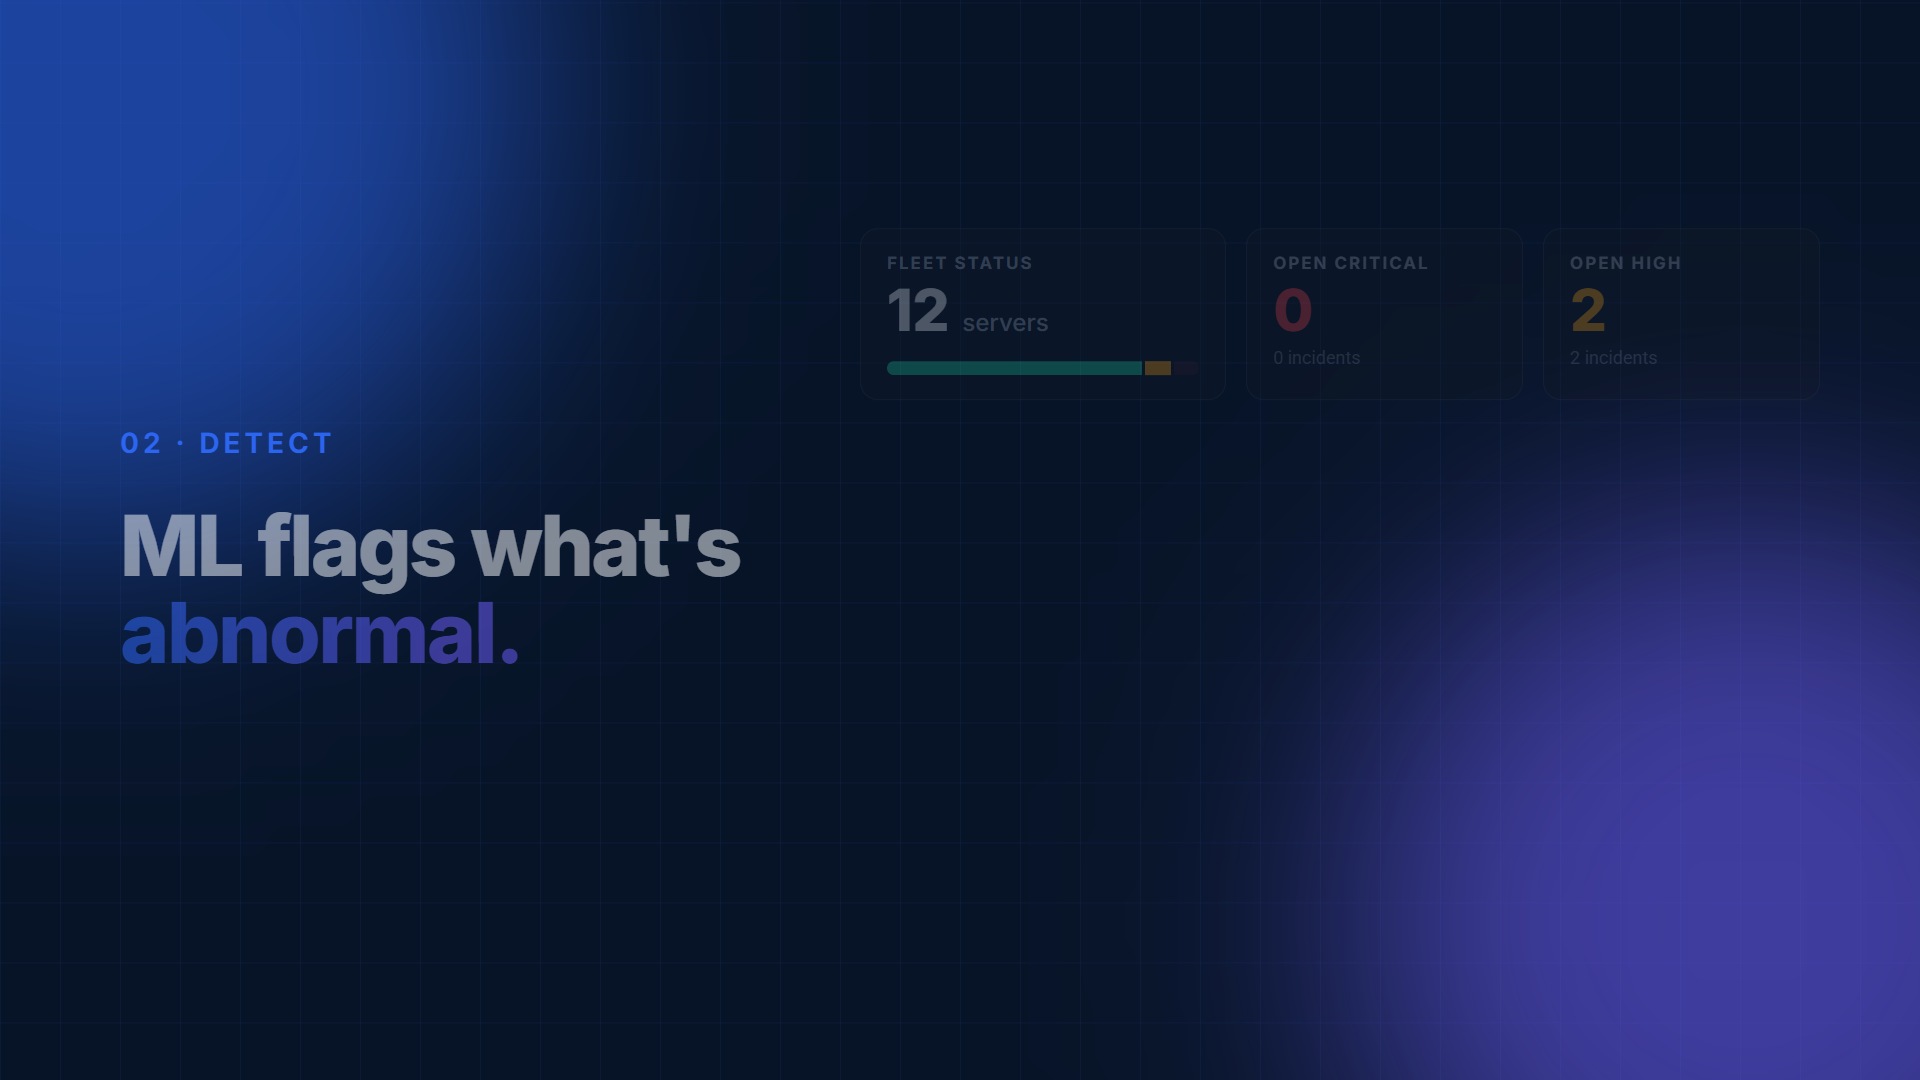 02 · DETECT
ML flags what's
abnormal.
FLEET STATUS
12 servers
OPEN CRITICAL
0
0 incidents
OPEN HIGH
2
2 incidents